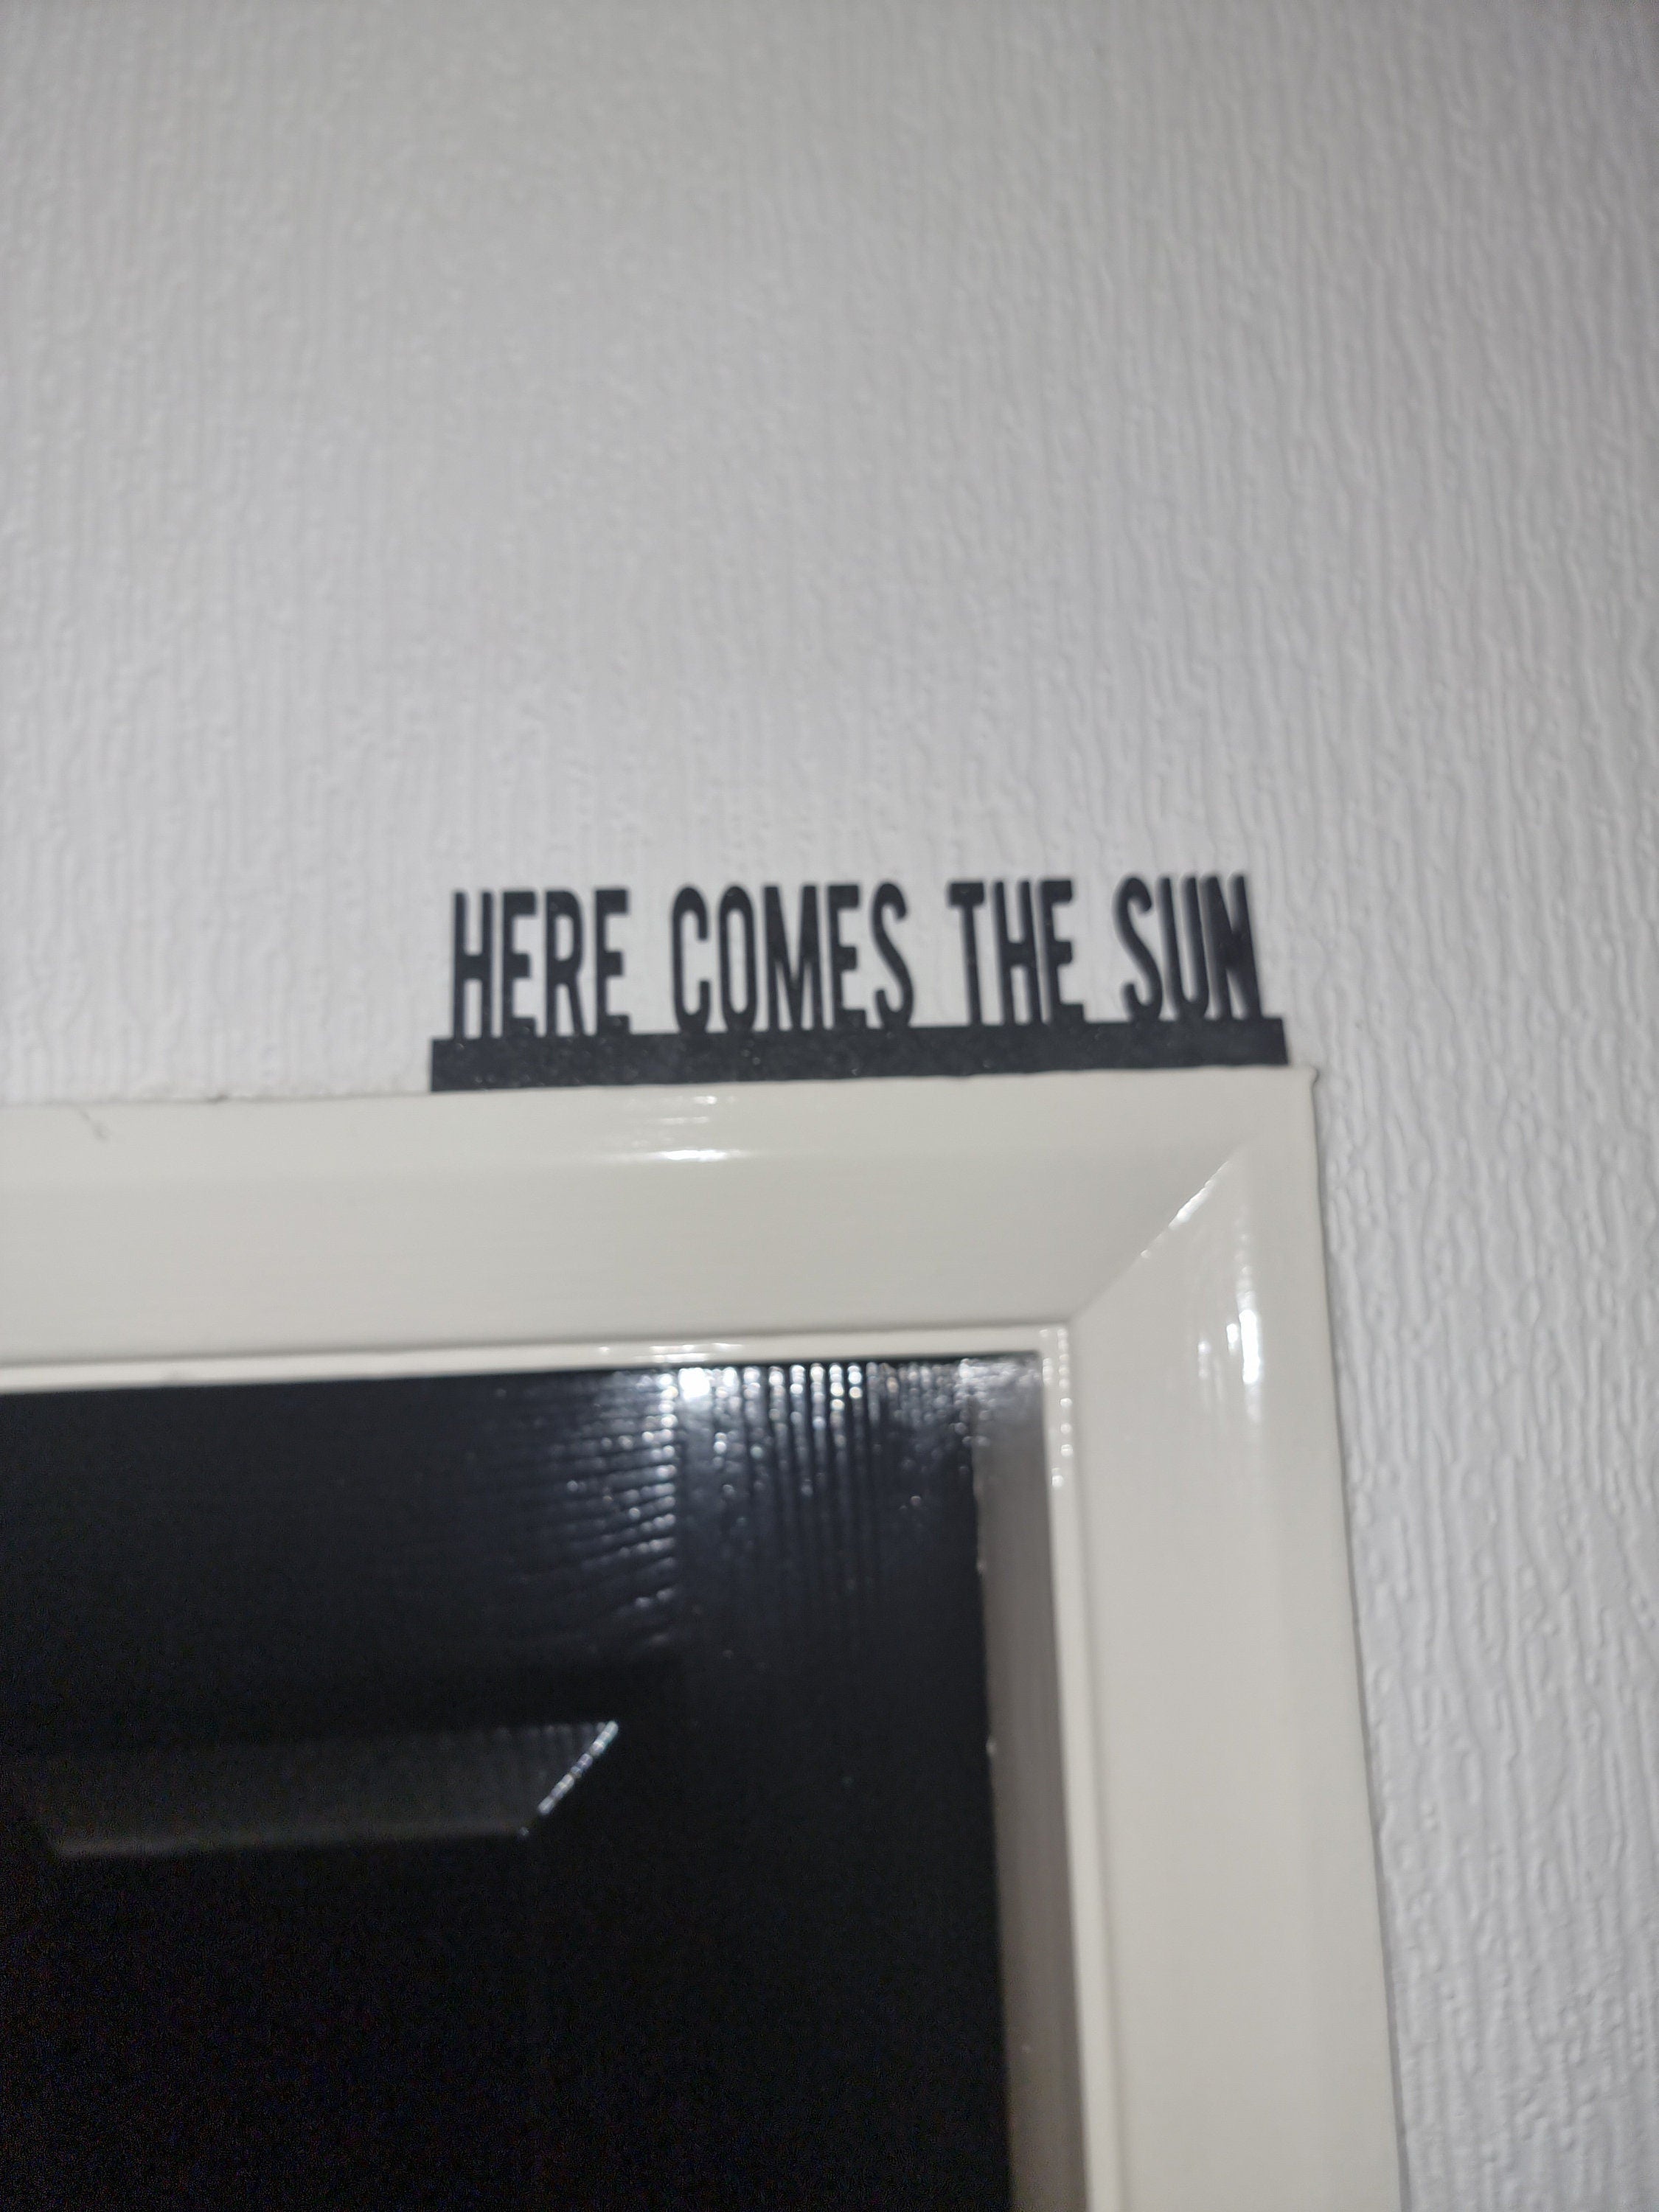 HERE COMES THE SUN